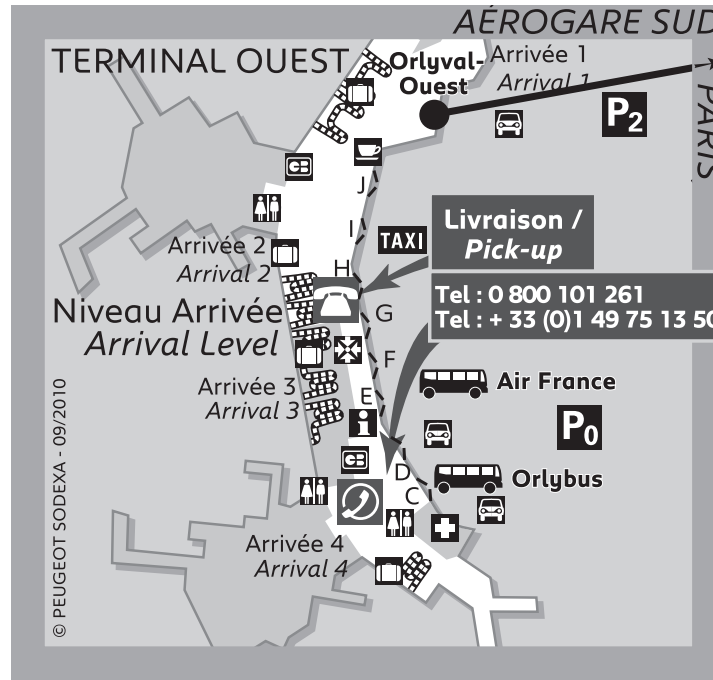 AÉROGARE SUD
TERMINAL OUEST
Orlyval-
Ouest
Arrivée 1
Arrival 1
PARIS
P2
J
I
TAXI
Livraison /
Pick-up
Arrivée 2
Arrival 2
H
Tel : 0 800 101 261
Tel : + 33 (0)1 49 75 13 50
Niveau Arrivée
Arrival Level
G
F
Arrivée 3
Arrival 3
E
Air France
i
P0
D
C
Orlybus
Arrivée 4
Arrival 4
© PEUGEOT SODEXA - 09/2010